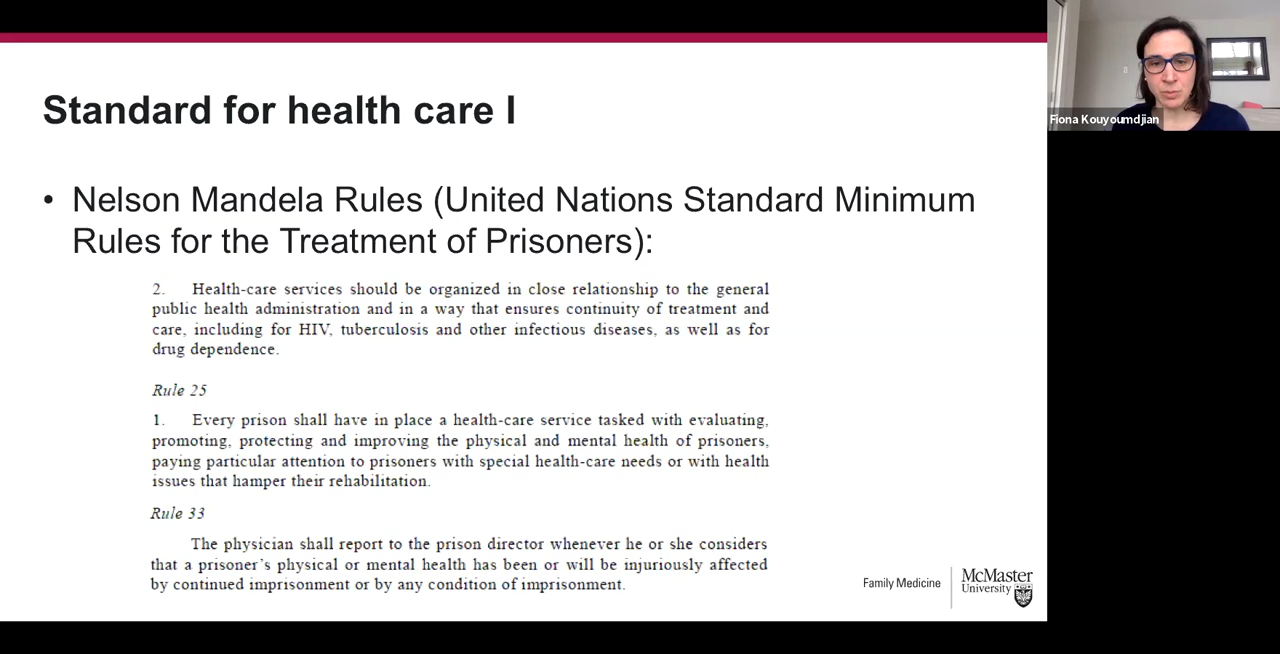 Standard for health care I
• Nelson Mandela Rules (United Nations Standard Minimum
Rules for the Treatment of Prisoners):
2. Health-care services should be organized in close relationship to the general
public health administration and in a way that ensures continuity of treatment and
care, including for HIV, tuberculosis and other infectious diseases, as well as for
drug dependence.
Rule 25
1. Every prison shall have in place a health-care service tasked with evaluating,
promoting, protecting and improving the physical and mental health of prisoners,
paying particular attention to prisoners with special health-care needs or with health
issues that hamper their rehabilitation.
Rule 33
The physician shall report to the prison director whenever he or she considers
that a prisoner's physical or mental health has been or will be injuriously affected
by continued imprisonment or by any condition of imprisonment.
Family Medicine
McMaster
University
Fiona Kouyoumdjian